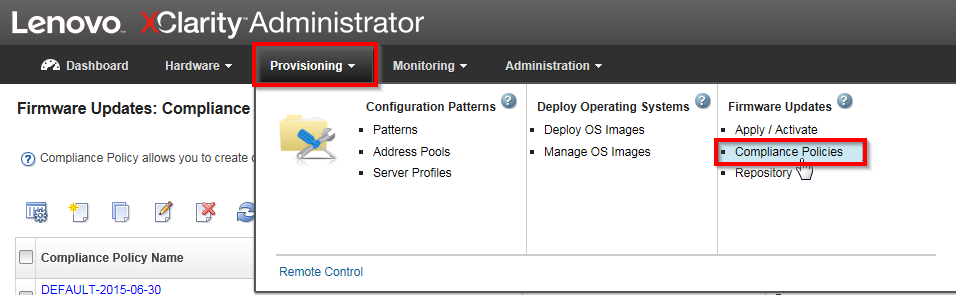 Lenovo. XClarity Administrator
Dashboard Hardware Provisioning Monitoring Administration
Firmware Updates: Compliance
Compliance Policy allows you to create
Configuration Patterns ?
Patterns
Address Pools
Server Profiles
Deploy Operating Systems ?
Deploy OS Images
Manage OS Images
Firmware Updates ?
Apply / Activate
Compliance Policies
Repository
Remote Control
Compliance Policy Name
DEFAULT-2015-06-30